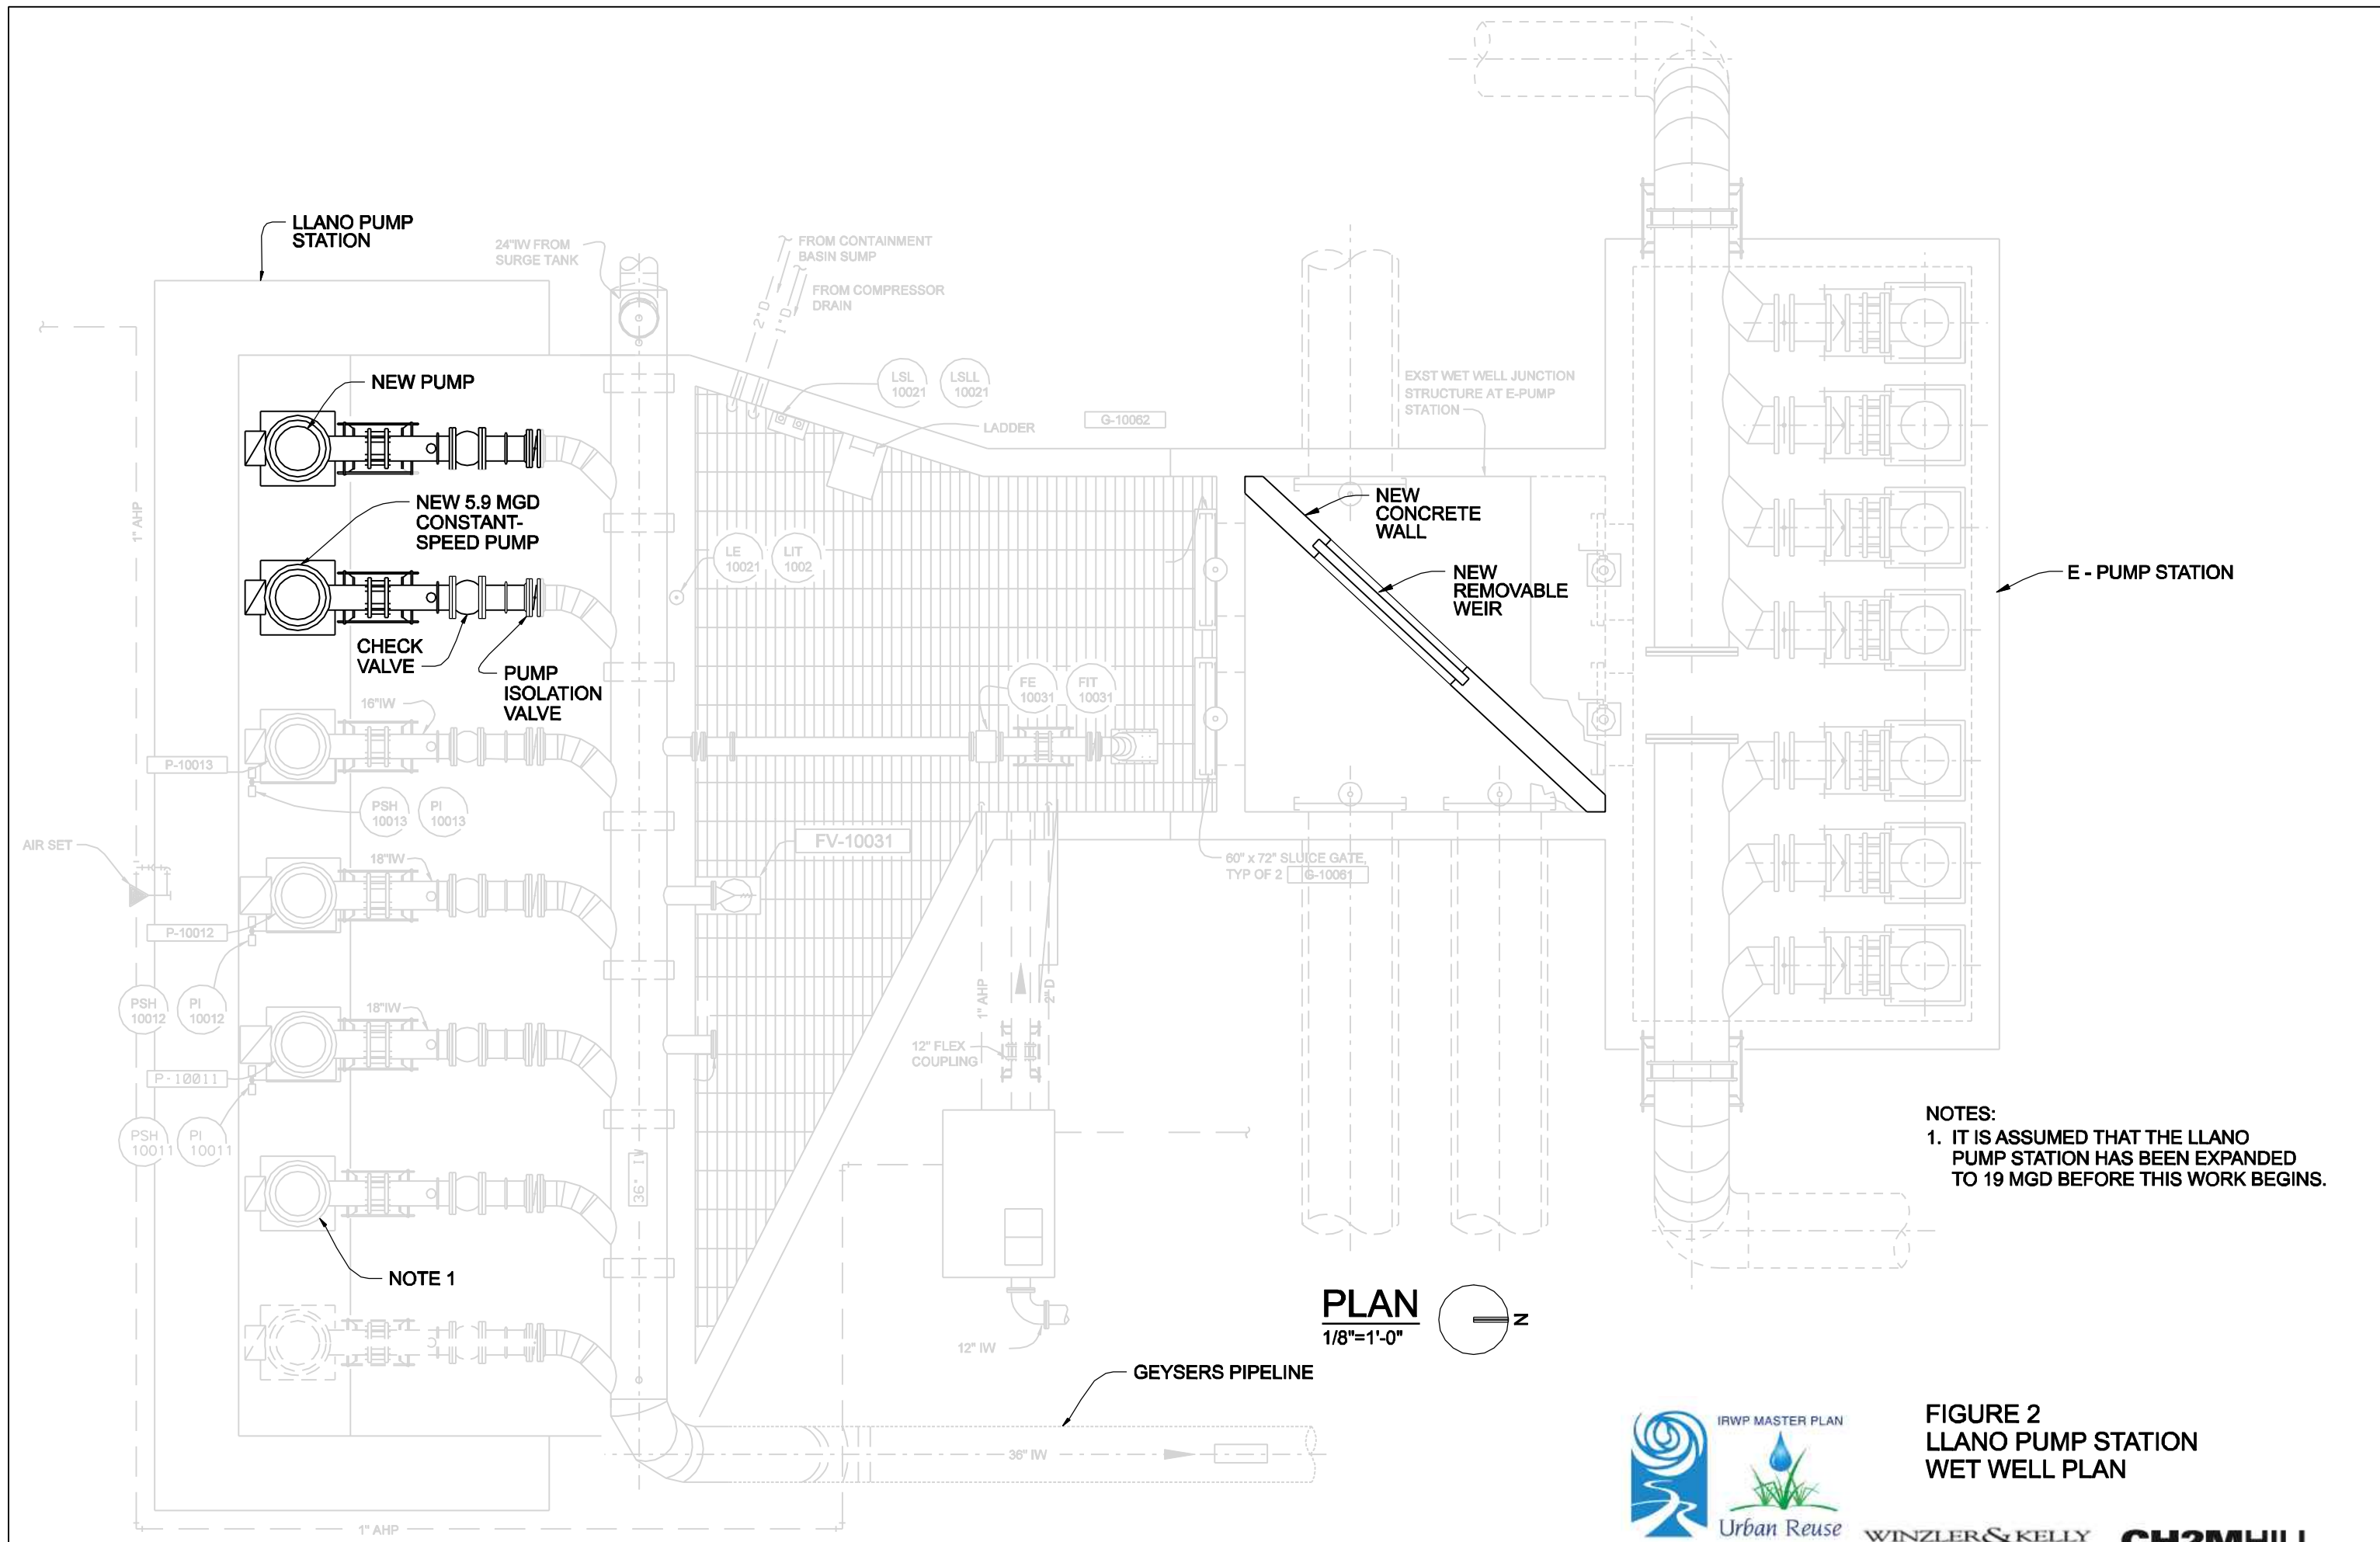 LLANO PUMP
STATION
24"IW FROM
SURGE TANK
FROM CONTAINMENT
BASIN SUMP
FROM COMPRESSOR
DRAIN
2" D
1" D
NEW PUMP
LSL
10021
LSLL
10021
LADDER
G-10062
EXST WET WELL JUNCTION
STRUCTURE AT E-PUMP
STATION
1" AHP
NEW 5.9 MGD
CONSTANT-
SPEED PUMP
NEW
CONCRETE
WALL
LE
10021
LIT
1002
NEW
REMOVABLE
WEIR
E - PUMP STATION
CHECK
VALVE
PUMP
ISOLATION
VALVE
FE
10031
FIT
10031
16"IW
P-10013
PSH
10013
PI
10013
AIR SET
18"IW
FV-10031
60" x 72" SLUICE GATE,
TYP OF 2
G-10061
P-10012
PSH
10012
PI
10012
18"IW
1" AHP
2" D
12" FLEX
COUPLING
P-10011
PSH
10011
PI
10011
36" IW
NOTES:
1. IT IS ASSUMED THAT THE LLANO
PUMP STATION HAS BEEN EXPANDED
TO 19 MGD BEFORE THIS WORK BEGINS.
NOTE 1
PLAN
1/8"=1'-0"
N
12" IW
GEYSERS PIPELINE
36" IW
1" AHP
IRWP MASTER PLAN
Urban Reuse
FIGURE 2
LLANO PUMP STATION
WET WELL PLAN
WINZLER & KELLY
CH2MHILL